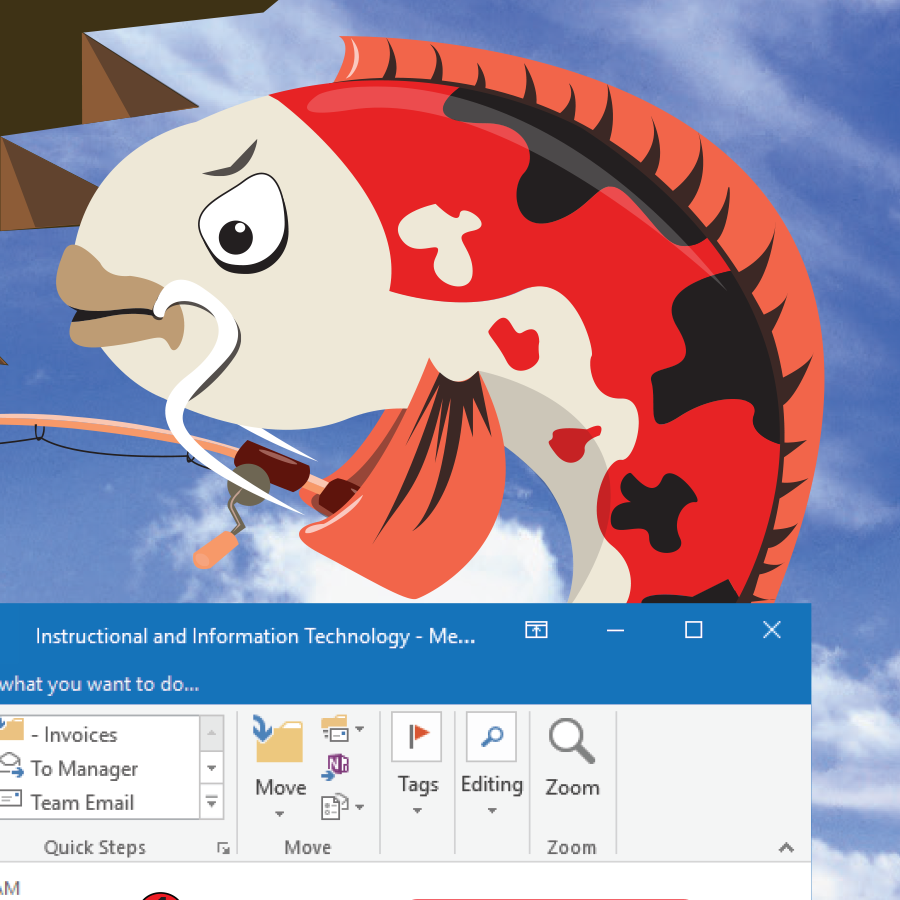 Instructional and Information Technology - Me...
what you want to do...
- Invoices
To Manager
Team Email
Move
Tags
Editing
Zoom
Quick Steps
Move
Zoom
AM